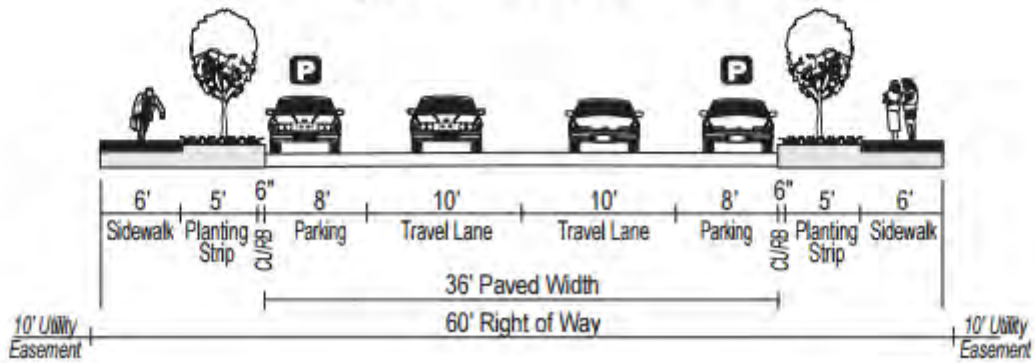 P
P
6' 5' 6" 8' 10' 10' 8' 6" 5' 6'
Sidewalk Planting Strip CURB Parking Travel Lane Travel Lane Parking CURB Planting Strip Sidewalk
36' Paved Width
60' Right of Way
10' Utility
Easement
10' Utility
Easement